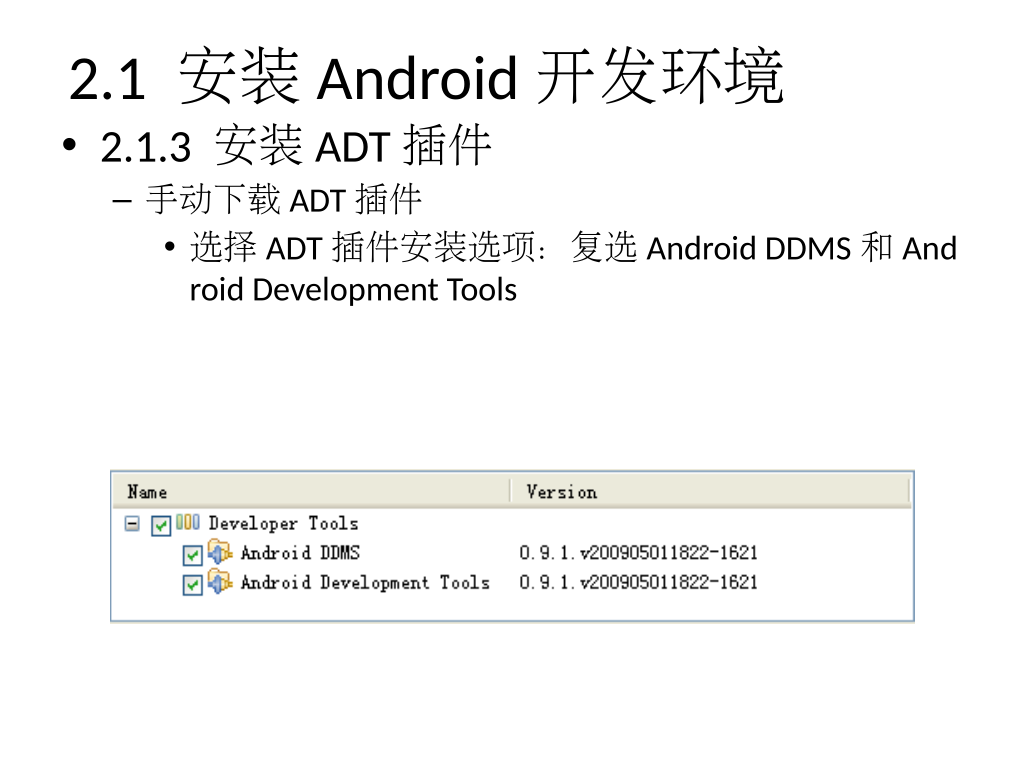 2.1 安装 Android 开发环境
• 2.1.3 安装 ADT 插件
– 手动下载 ADT 插件
• 选择 ADT 插件安装选项：复选 Android DDMS 和 And
roid Development Tools
Name Version
Developer Tools
Android DDMS 0.9.1.v200905011822-1621
Android Development Tools 0.9.1.v200905011822-1621